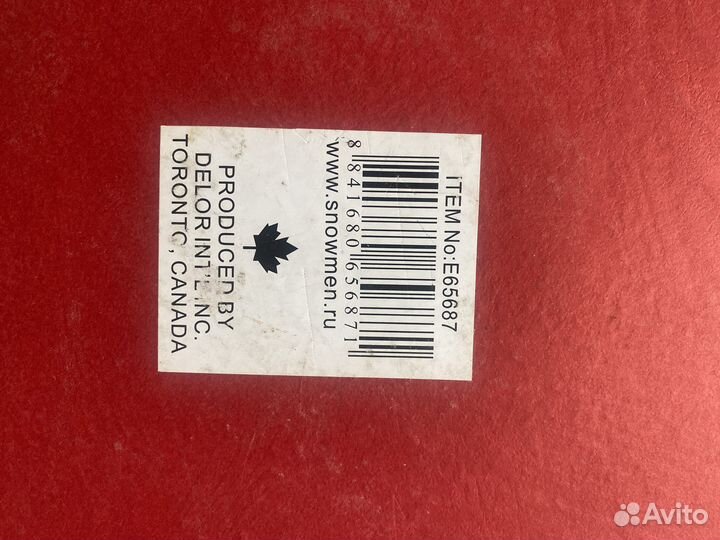 iTEM No:E65687
8 841680 656871
www.snowmen.ru
PRODUCED BY
DELOR INT'L INC.
TORONTO, CANADA
Avito